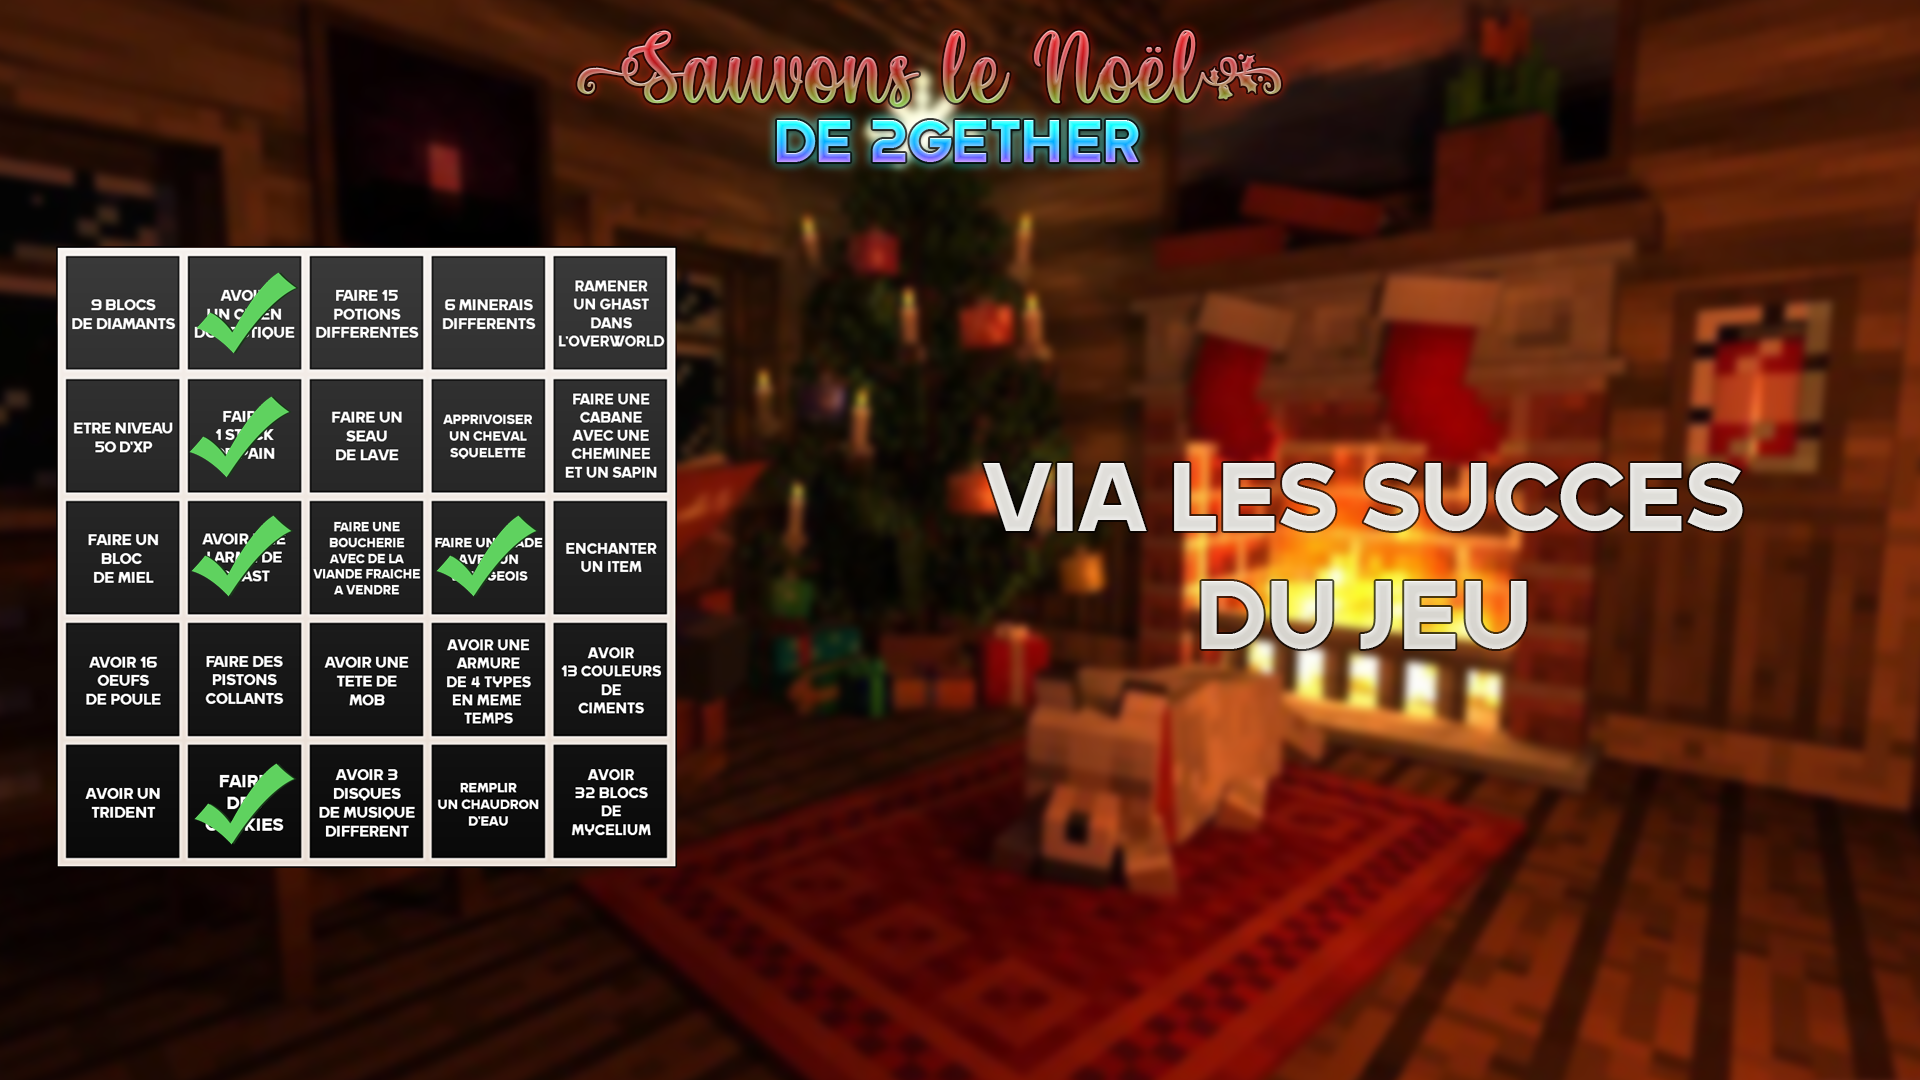 Sauvons le Noël
DE 2GETHER
9 BLOCS
DE DIAMANTS
FAIRE 15
POTIONS
DIFFERENTES
6 MINERAIS
DIFFERENTS
RAMENER
UN GHAST
DANS
L'OVERWORLD
ETRE NIVEAU
50 D'XP
FAIRE UN
SEAU
DE LAVE
APPRIVOISER
UN CHEVAL
SQUELETTE
FAIRE UNE
CABANE
AVEC UNE
CHEMINEE
ET UN SAPIN
VIA LES SUCCES
DU JEU
FAIRE UN
BLOC
DE MIEL
FAIRE UNE
BOUCHERIE
AVEC DE LA
VIANDE FRAICHE
A VENDRE
ENCHANTER
UN ITEM
AVOIR 16
OEUFS
DE POULE
FAIRE DES
PISTONS
COLLANTS
AVOIR UNE
TETE DE
MOB
AVOIR UNE
ARMURE
DE 4 TYPES
EN MEME
TEMPS
AVOIR
13 COULEURS
DE
CIMENTS
AVOIR UN
TRIDENT
AVOIR 3
DISQUES
DE MUSIQUE
DIFFERENT
REMPLIR
UN CHAUDRON
D'EAU
AVOIR
32 BLOCS
DE
MYCELIUM